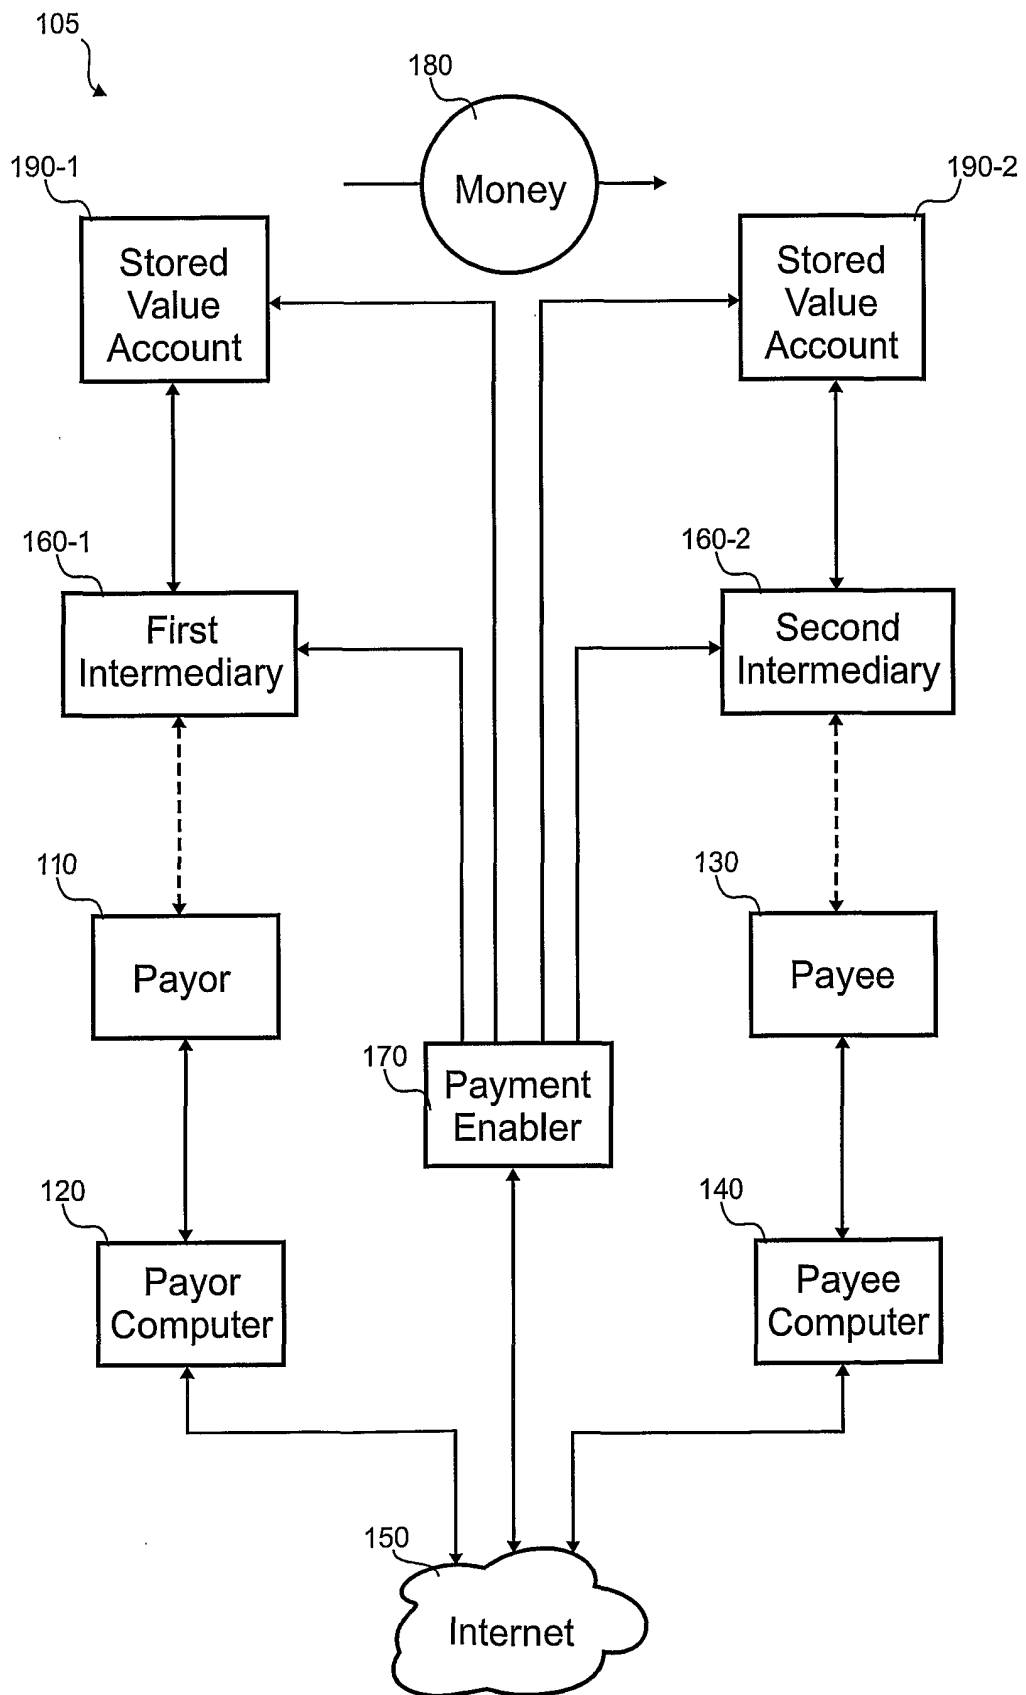 105
180
Money
190-1
190-2
Stored
Value
Account
Stored
Value
Account
160-1
160-2
First
Intermediary
Second
Intermediary
110
130
Payor
Payee
170
Payment
Enabler
120
140
Payor
Computer
Payee
Computer
150
Internet